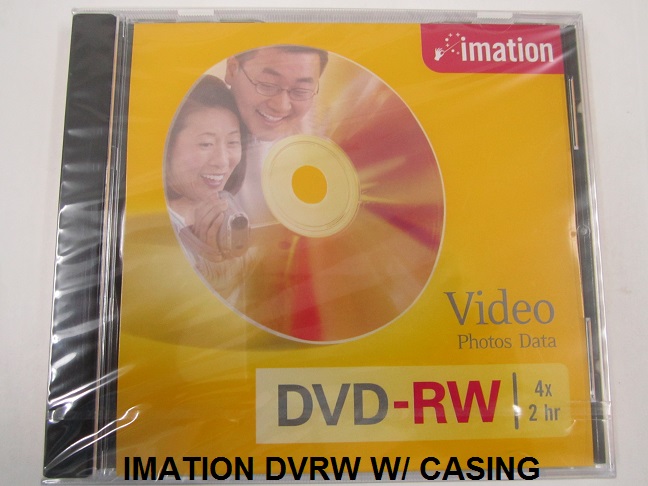 imation
Video
Photos Data
DVD-RW
4x
2 hr
IMATION DVRW W/ CASING